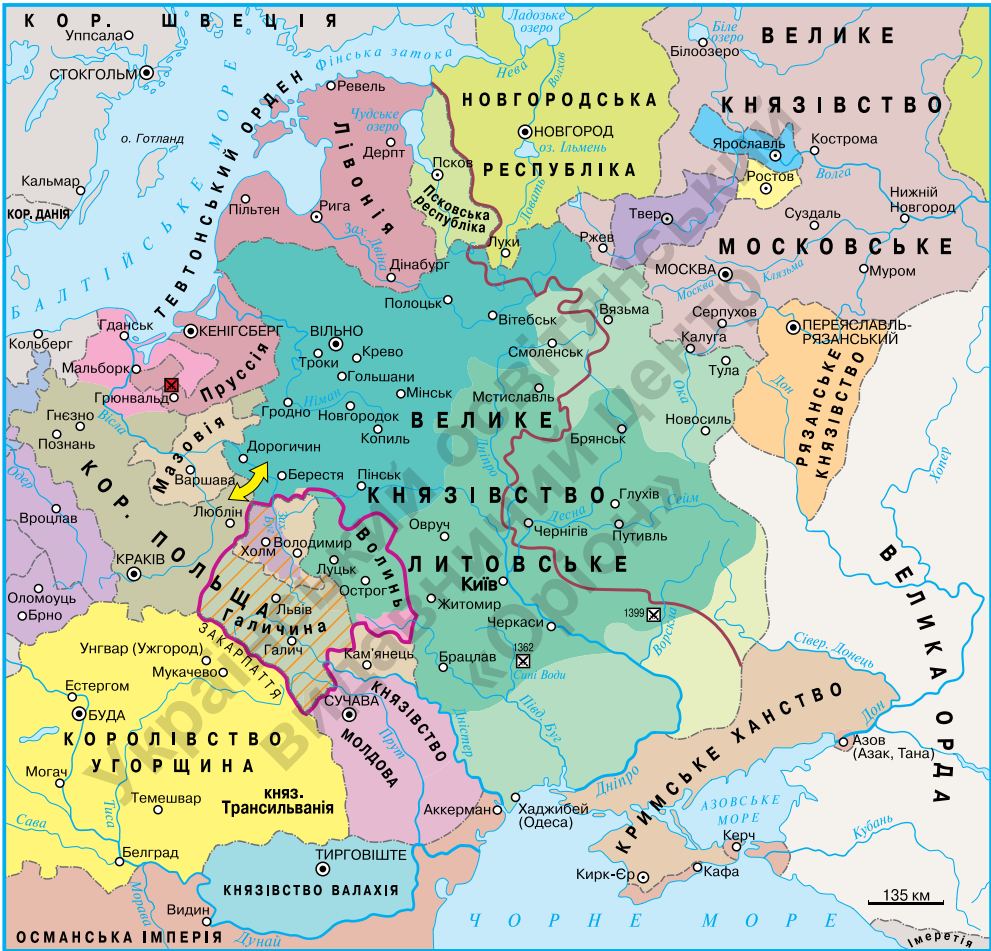 КОР. ШВЕЦІЯ
Уппсала
СТОКГОЛЬМ
о. Готланд
Кальмар
КОР. ДАНІЯ
БАЛТІЙСЬКЕ МОРЕ
Фінська затока
Ладозьке
озеро
Нева
Волхов
Біле
озеро
Білоозеро
ВЕЛИКЕ
КНЯЗІВСТВО
МОСКОВСЬКЕ
НОВГОРОДСЬКА
НОВГОРОД
оз. Ільмень
РЕСПУБЛІКА
Ловать
Луки
Ревель
Чудське
озеро
Дерпт
ЛІВОНІЯ
ТЕВТОНСЬКИЙ ОРДЕН
Псков
Псковська
республіка
Пільтен
Рига
Зах. Двіна
Дінабург
Ярославль
Кострома
Ростов
Волга
Нижній
Новгород
Твер
Суздаль
Ржев
МОСКВА
Москва
Клязьма
Муром
Серпухов
Калуга
Тула
Ока
Новосиль
ПЕРЕЯСЛАВЛЬ-
РЯЗАНСЬКИЙ
Дон
РЯЗАНСЬКЕ
КНЯЗІВСТВО
Хопер
Полоцьк
Вітебськ
Вязьма
Смоленськ
Мстиславль
Брянськ
Кольберг
Гданськ
Мальборк
КЕНІГСБЕРГ
Пруссія
Грюнвальд
ВІЛЬНО
Троки
Крево
Гольшани
Мінськ
Гродно
Німан
Новгородок
Копиль
ВЕЛИКЕ
КНЯЗІВСТВО
ЛИТОВСЬКЕ
Дніпро
Гнєзно
Познань
Вісла
Мазовія
Варшава
Дорогичин
Берестя
Пінськ
Одер
Вроцлав
КОР. ПОЛЬЩА
Люблін
КРАКІВ
Зах. Буг
Холм
Володимир
Волинь
Луцьк
Острог
Овруч
Глухів
Сейм
Десна
Чернігів
Путивль
Київ
Житомир
Черкаси
1399
Ворскла
1362
Сині Води
Брацлав
Півд. Буг
Оломоуць
Брно
Львів
Галичина
Галич
Кам'янець
ЗАКАРПАТТЯ
Унгвар (Ужгород)
Мукачево
Естергом
БУДА
КОРОЛІВСТВО
УГОРЩИНА
Могач
Темешвар
княз.
Трансильванія
Тиса
Сава
Белград
СУЧАВА
КНЯЗІВСТВО
МОЛДОВА
Прут
Дністер
Аккерман
Хаджибей
(Одеса)
Дніпро
Сівер. Донець
Дон
ВЕЛИКА ОРДА
КРИМСЬКЕ ХАНСТВО
Азов
(Азак, Тана)
АЗОВСЬКЕ
МОРЕ
Керч
Кафа
Кирк-Єр
Кубань
ТИРГОВІШТЕ
КНЯЗІВСТВО ВАЛАХІЯ
Морава
Видин
Дунай
ОСМАНСЬКА ІМПЕРІЯ
ЧОРНЕ МОРЕ
135 км
Імеретія
Український освітянський
видавничий центр
«Оріон»